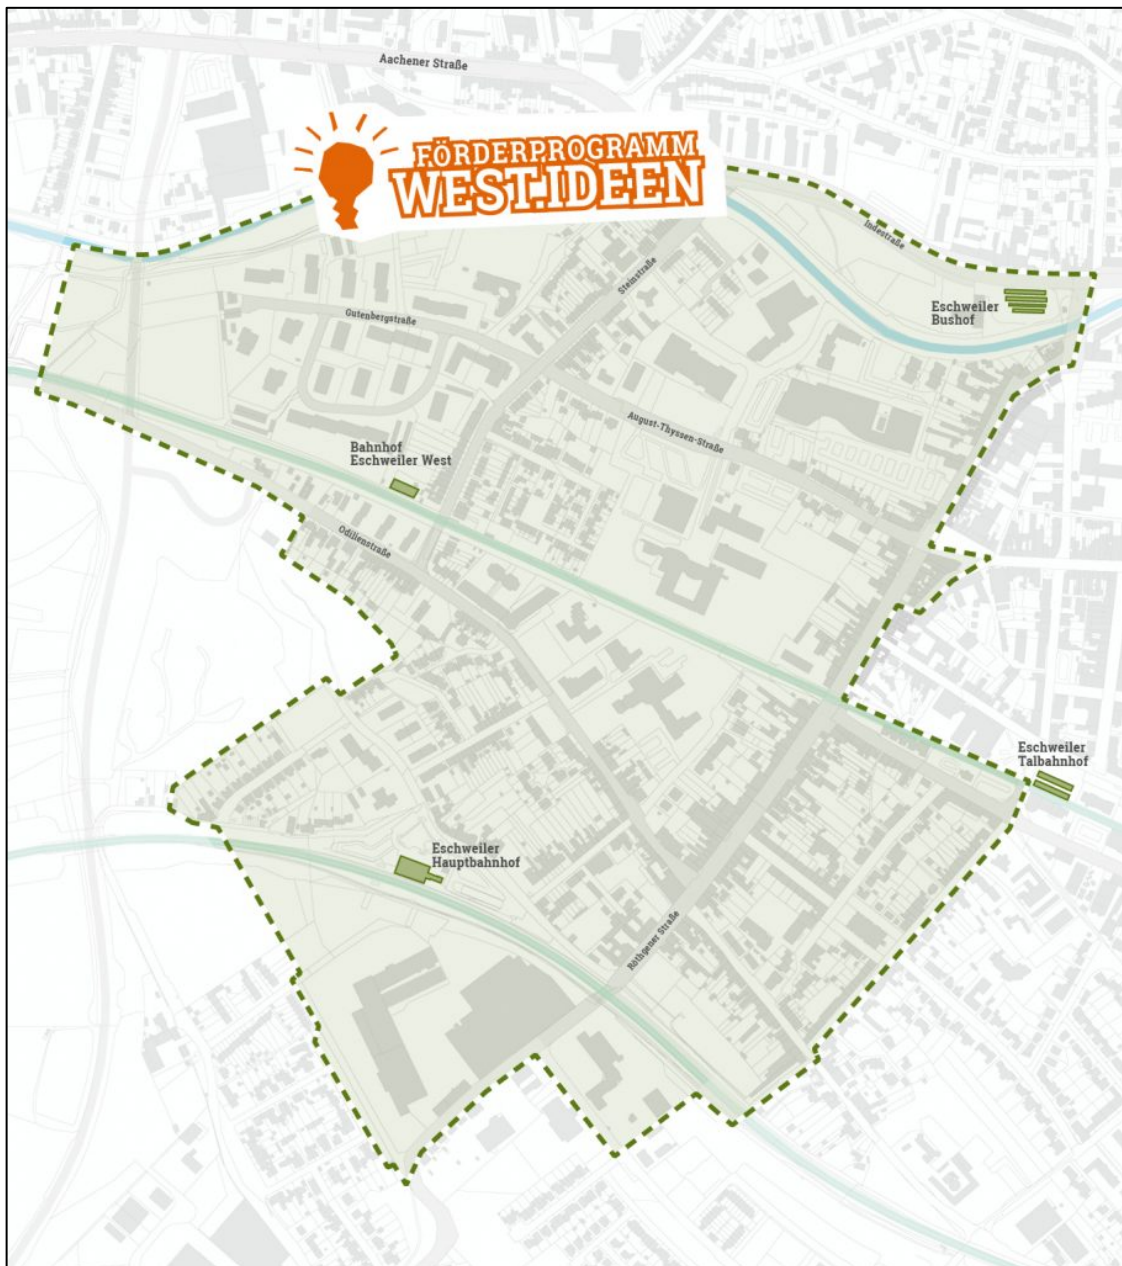 Aachener Straße
FÖRDERPROGRAMM
WEST.IDEEN
Indestraße
Steinstraße
Eschweiler
Bushof
Gutenbergstraße
August-Thyssen-Straße
Bahnhof
Eschweiler West
Odilienstraße
Eschweiler
Talbahnhof
Eschweiler
Hauptbahnhof
Röthgener Straße